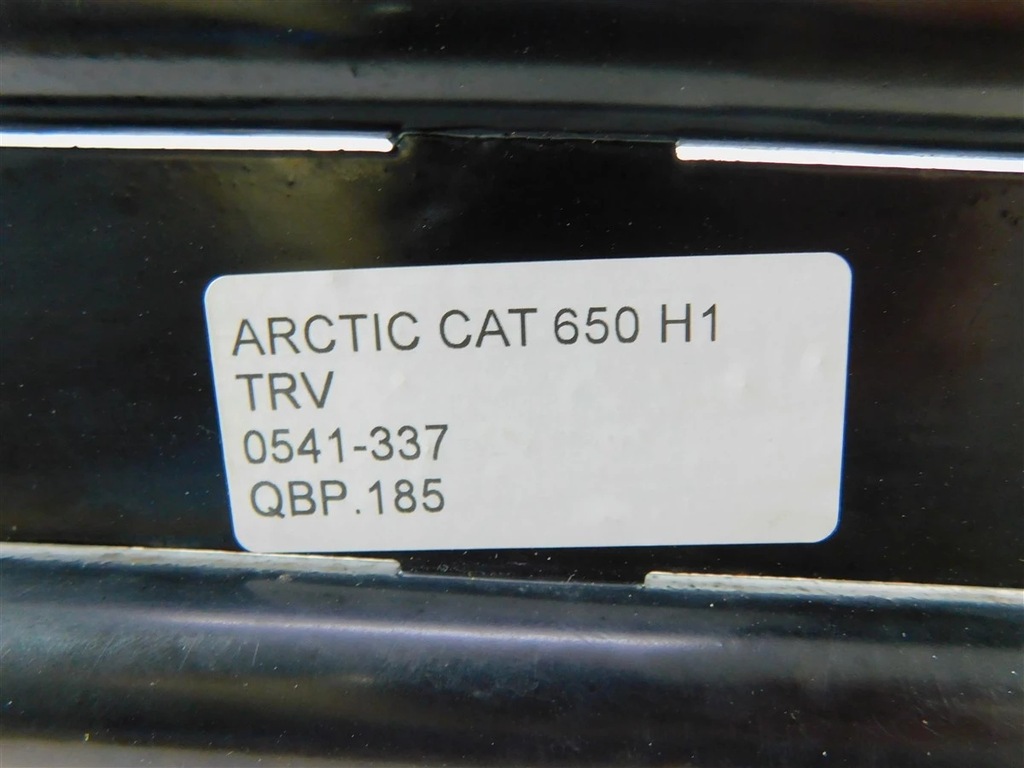 ARCTIC CAT 650 H1
TRV
0541-337
QBP.185